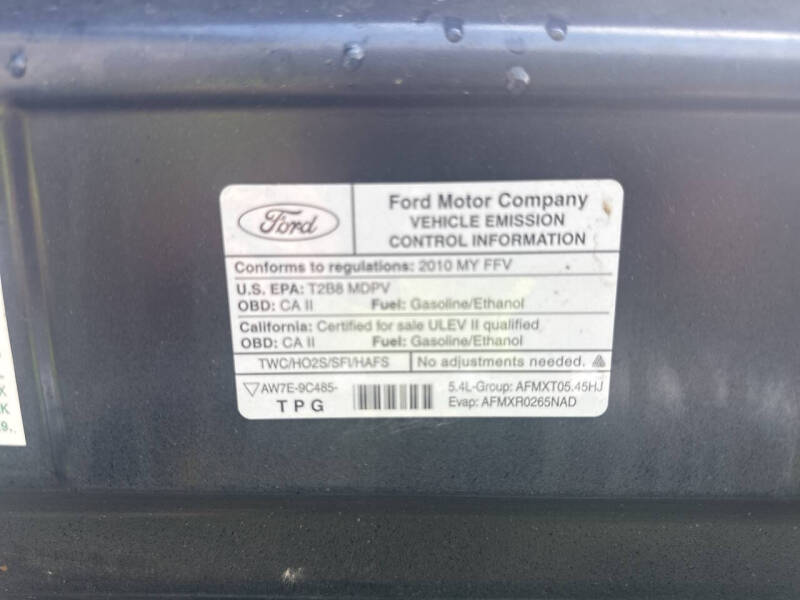 Ford
Ford Motor Company
VEHICLE EMISSION
CONTROL INFORMATION
Conforms to regulations: 2010 MY FFV
U.S. EPA: T2B8 MDPV
OBD: CA II Fuel: Gasoline/Ethanol
California: Certified for sale ULEV II qualified
OBD: CA II Fuel: Gasoline/Ethanol
TWC/HO2S/SFI/HAFS No adjustments needed.
AW7E-9C485-
T P G
5.4L-Group: AFMXT05.45HJ
Evap: AFMXR0265NAD
X
K
9.